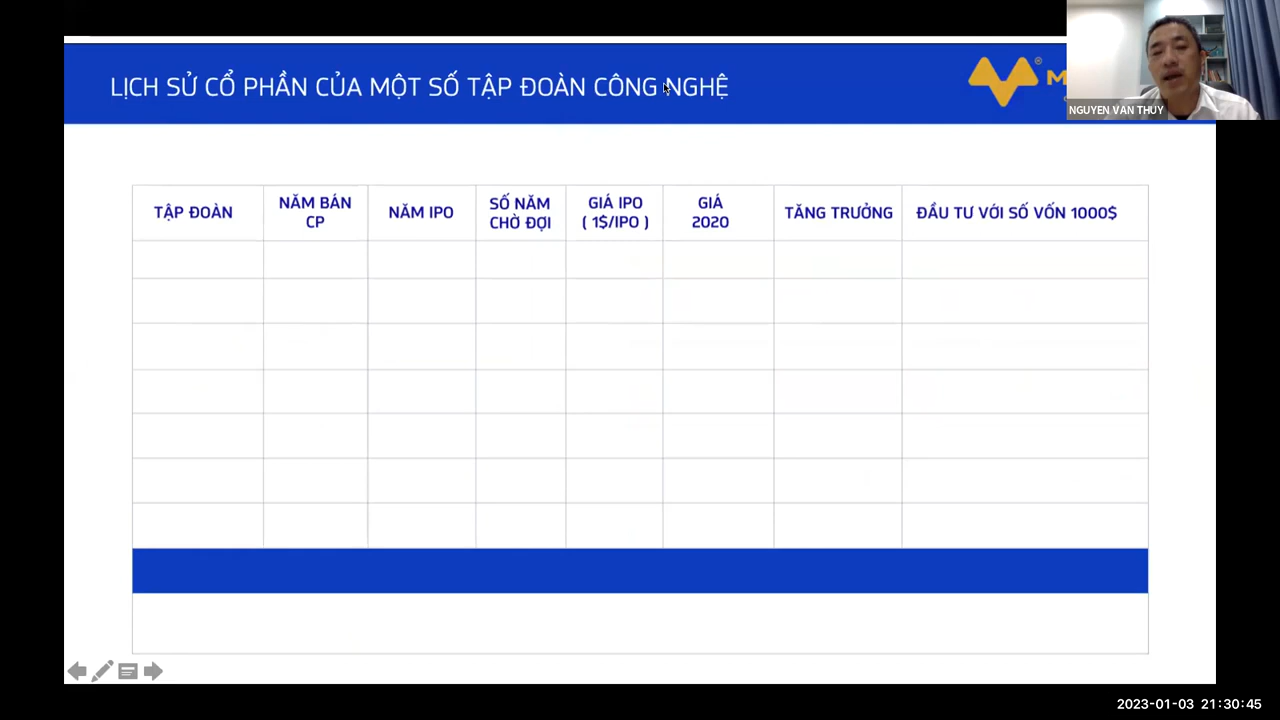 LỊCH SỬ CỔ PHẦN CỦA MỘT SỐ TẬP ĐOÀN CÔNG NGHỆ
NGUYEN VAN THUY
TẬP ĐOÀN
NĂM BÁN
CP
NĂM IPO
SỐ NĂM
CHỜ ĐỢI
GIÁ IPO
( 1$/IPO )
GIÁ
2020
TĂNG TRƯỞNG
ĐẦU TƯ VỚI SỐ VỐN 1000$
2023-01-03 21:30:45